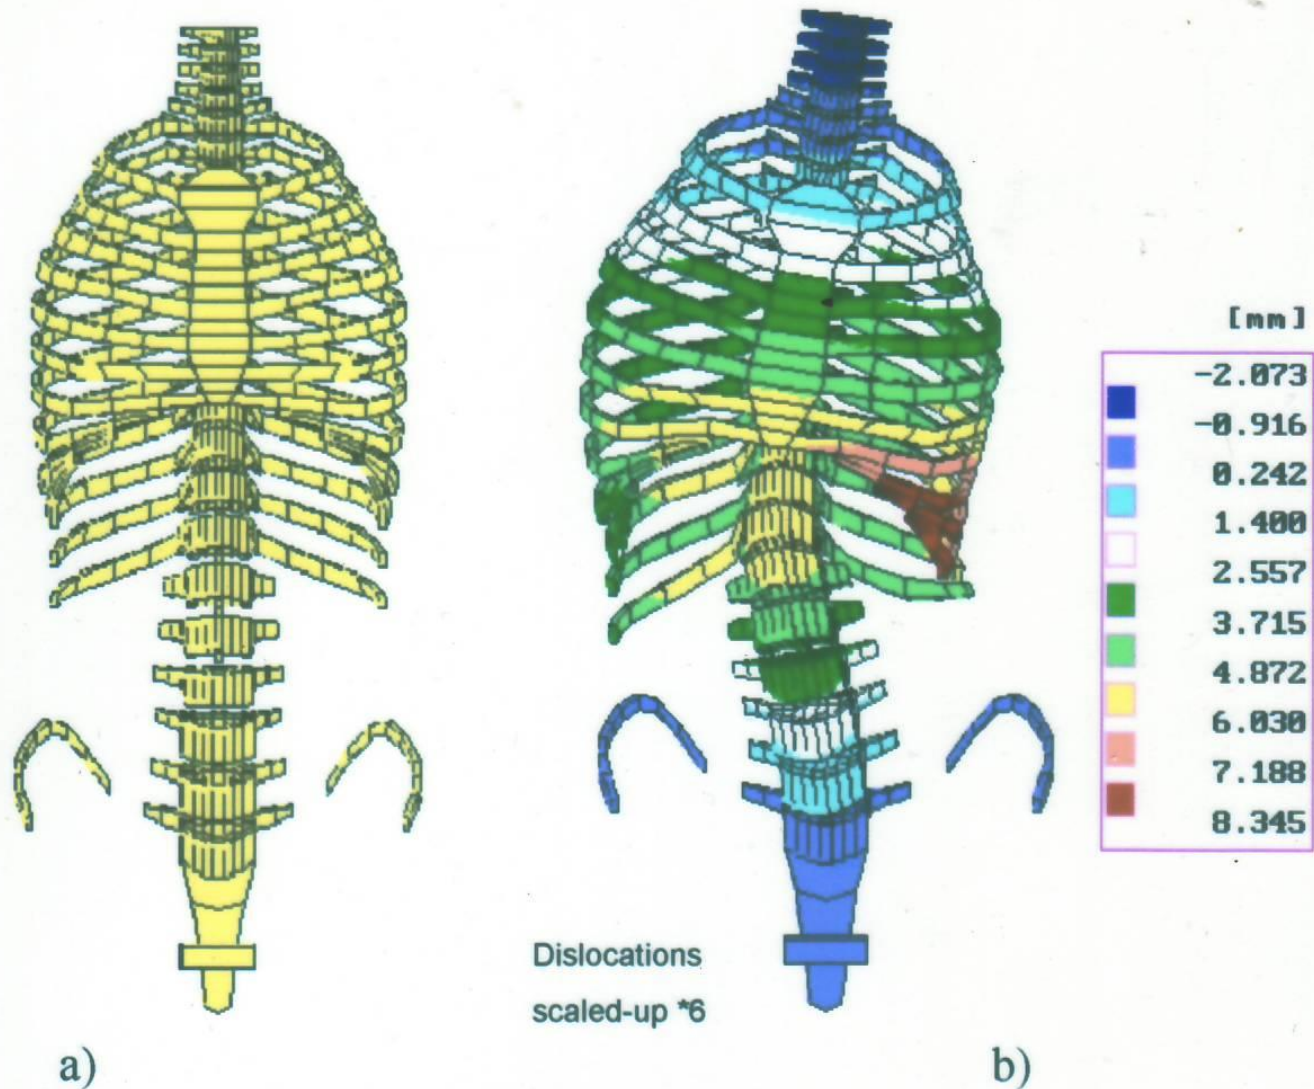 [mm]
-2.073
-0.916
0.242
1.400
2.557
3.715
4.872
6.030
7.188
8.345
Dislocations
scaled-up *6
a)
b)